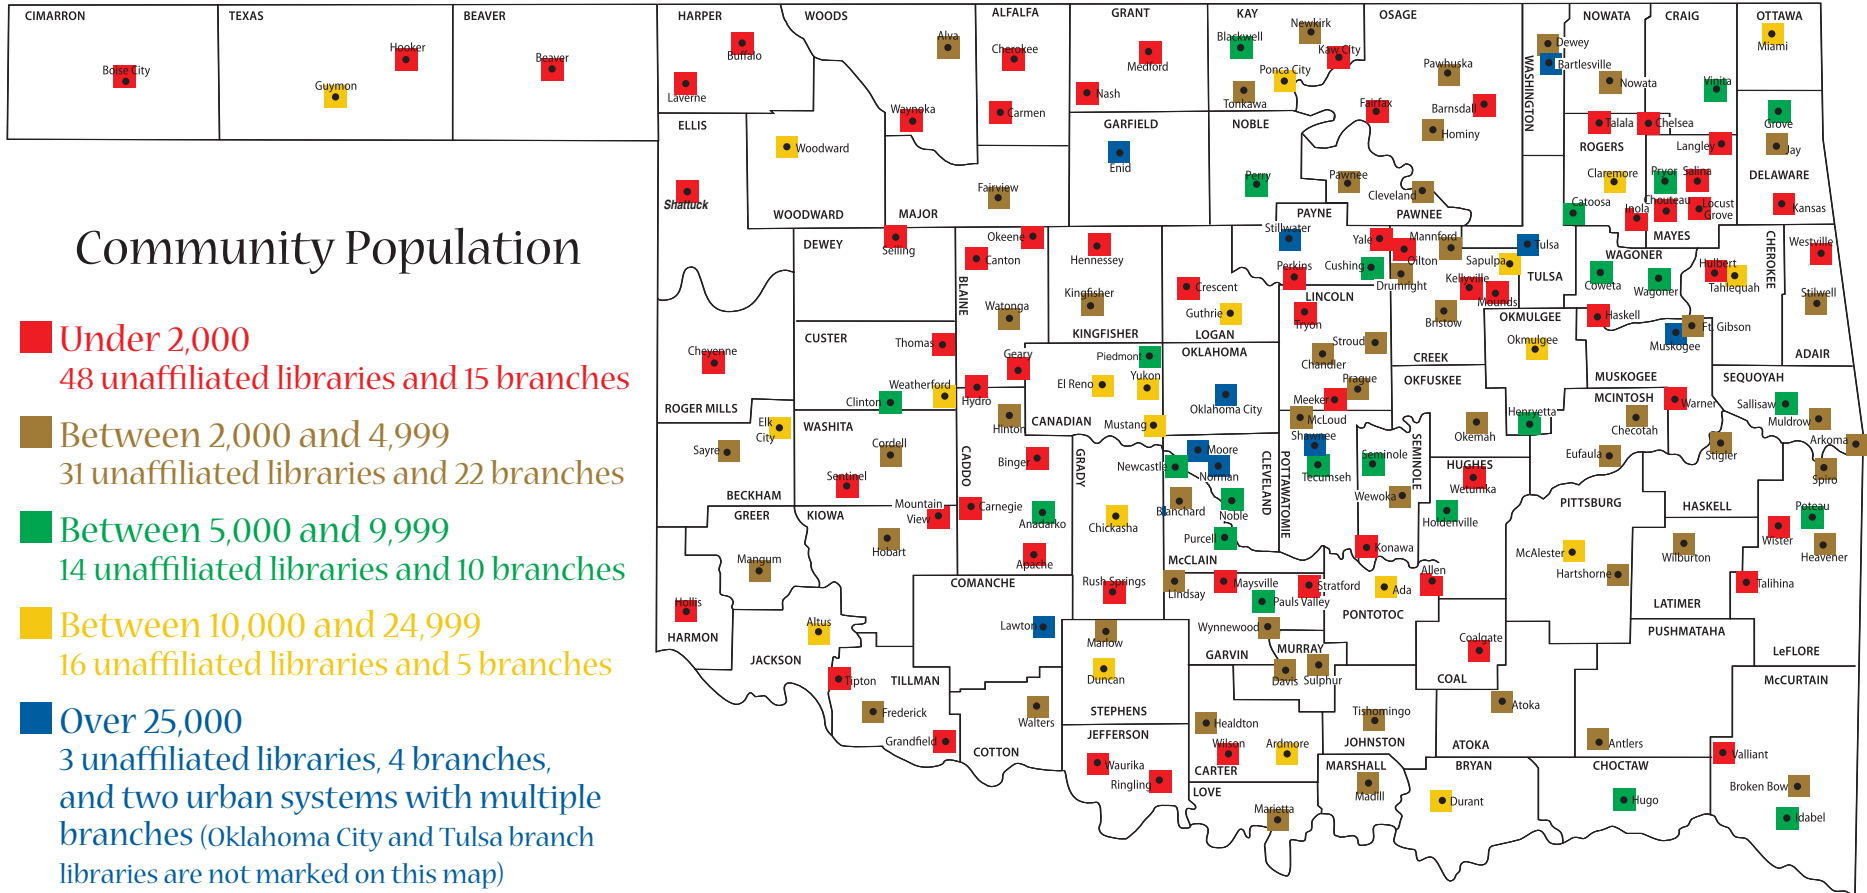 CIMARRON
TEXAS
BEAVER
HARPER
WOODS
ALFALFA
GRANT
KAY
OSAGE
NOWATA
CRAIG
OTTAWA
Boise City
Guymon
Hooker
Beaver
Buffalo
Laverne
Alva
Waynoka
Cherokee
Carmen
Medford
Nash
Blackwell
Newkirk
Kaw City
Ponca City
Tonkawa
Pawhuska
Fairfax
Barnsdall
Hominy
WASHINGTON
Dewey
Bartlesville
Nowata
Vinita
Miami
Talala
Chelsea
Langley
Grove
Jay
ELLIS
Woodward
GARFIELD
Enid
NOBLE
Perry
ROGERS
Claremore
Pryor
Salina
DELAWARE
Shattuck
WOODWARD
MAJOR
Fairview
Pawnee
Cleveland
PAYNE
PAWNEE
Catoosa
Inola
Chouteau
Locust
Grove
Kansas
MAYES
Community Population
DEWEY
Seiling
Okeene
Canton
BLAINE
Hennessey
Stillwater
Yale
Mannford
Oilton
Tulsa
Sapulpa
TULSA
WAGONER
CHEROKEE
Westville
Perkins
Cushing
Drumright
Kellyville
Mounds
Coweta
Wagoner
Hulbert
Tahlequah
Stilwell
Watonga
Kingfisher
Crescent
Guthrie
LINCOLN
Tryon
Bristow
OKMULGEE
Haskell
Ft. Gibson
Muskogee
KINGFISHER
LOGAN
Under 2,000
48 unaffiliated libraries and 15 branches
CUSTER
Thomas
Cheyenne
Geary
Piedmont
OKLAHOMA
Stroud
Chandler
CREEK
Okmulgee
ADAIR
Weatherford
Clinton
Hydro
El Reno
Yukon
Oklahoma City
Prague
Meeker
OKFUSKEE
MUSKOGEE
SEQUOYAH
ROGER MILLS
Elk
City
WASHITA
Hinton
CANADIAN
Mustang
McLoud
Shawnee
Henryetta
MCINTOSH
Warner
Checotah
Sallisaw
Muldrow
Between 2,000 and 4,999
31 unaffiliated libraries and 22 branches
Sayre
Cordell
CADDO
Binger
GRADY
Moore
Newcastle
Norman
CLEVELAND
POTTAWATOMIE
Tecumseh
Seminole
SEMINOLE
Okemah
Eufaula
Stigler
Arkoma
Spiro
Sentinel
HUGHES
Wetumka
BECKHAM
GREER
KIOWA
Mountain
View
Carnegie
Anadarko
Chickasha
Blanchard
Noble
Wewoka
Holdenville
PITTSBURG
HASKELL
Poteau
Between 5,000 and 9,999
14 unaffiliated libraries and 10 branches
Mangum
Hobart
Apache
Purcell
McCLAIN
Konawa
McAlester
Wilburton
Wister
Heavener
COMANCHE
Rush Springs
Lindsay
Maysville
Stratford
Ada
Allen
Hartshorne
Talihina
Hollis
HARMON
Altus
Lawton
Pauls Valley
PONTOTOC
LATIMER
Between 10,000 and 24,999
16 unaffiliated libraries and 5 branches
JACKSON
Marlow
Wynnewood
MURRAY
Coalgate
PUSHMATAHA
LeFLORE
Tipton
TILLMAN
Duncan
GARVIN
Davis
Sulphur
COAL
McCURTAIN
Frederick
Walters
STEPHENS
Healdton
Tishomingo
Atoka
Grandfield
COTTON
JEFFERSON
Wilson
Ardmore
JOHNSTON
ATOKA
Antlers
Valliant
Waurika
Ringling
CARTER
MARSHALL
BRYAN
CHOCTAW
LOVE
Madill
Durant
Hugo
Broken Bow
Marietta
Idabel
Over 25,000
3 unaffiliated libraries, 4 branches,
and two urban systems with multiple
branches (Oklahoma City and Tulsa branch
libraries are not marked on this map)